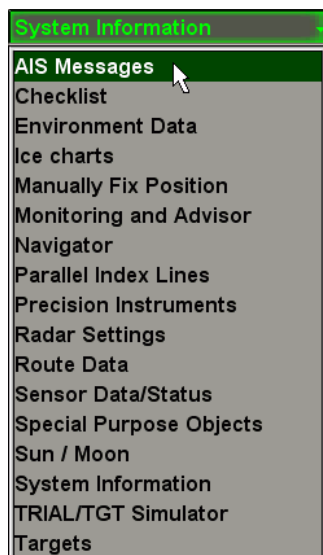 System Information
AIS Messages
Checklist
Environment Data
Ice charts
Manually Fix Position
Monitoring and Advisor
Navigator
Parallel Index Lines
Precision Instruments
Radar Settings
Route Data
Sensor Data/Status
Special Purpose Objects
Sun / Moon
System Information
TRIAL/TGT Simulator
Targets